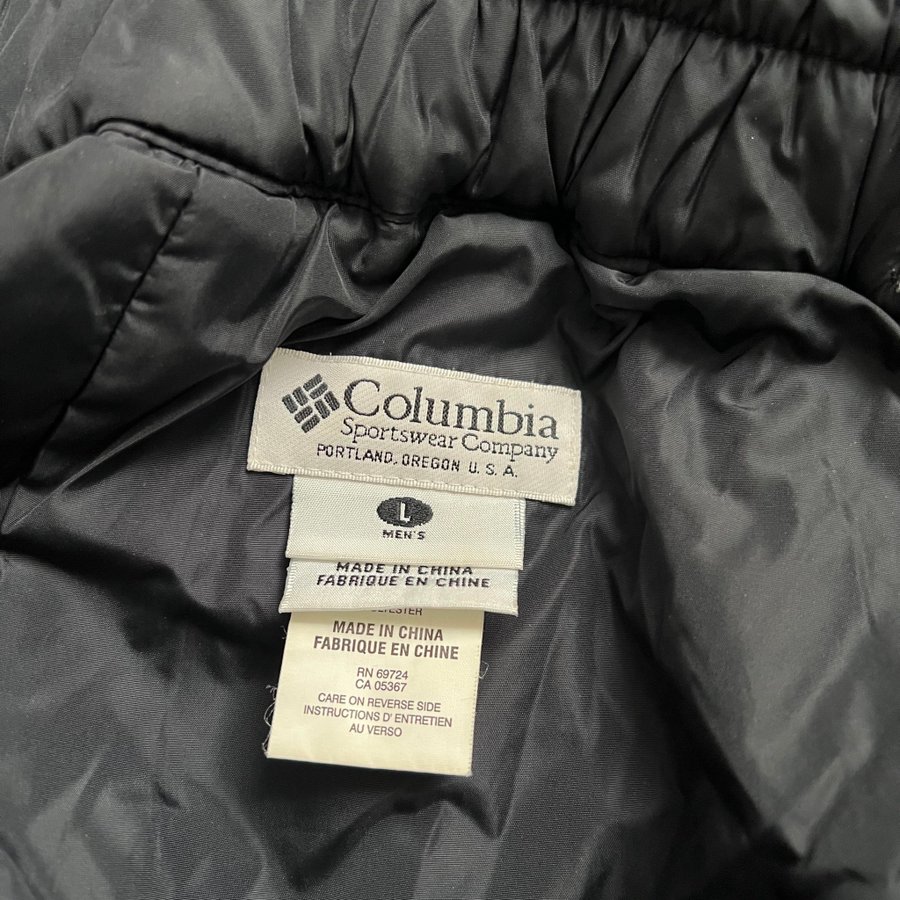 Columbia
Sportswear Company
PORTLAND, OREGON U.S.A.
L
MEN'S
MADE IN CHINA
FABRIQUE EN CHINE
MADE IN CHINA
FABRIQUE EN CHINE
RN 69724
CA 05367
CARE ON REVERSE SIDE
INSTRUCTIONS D'ENTRETIEN
AU VERSO